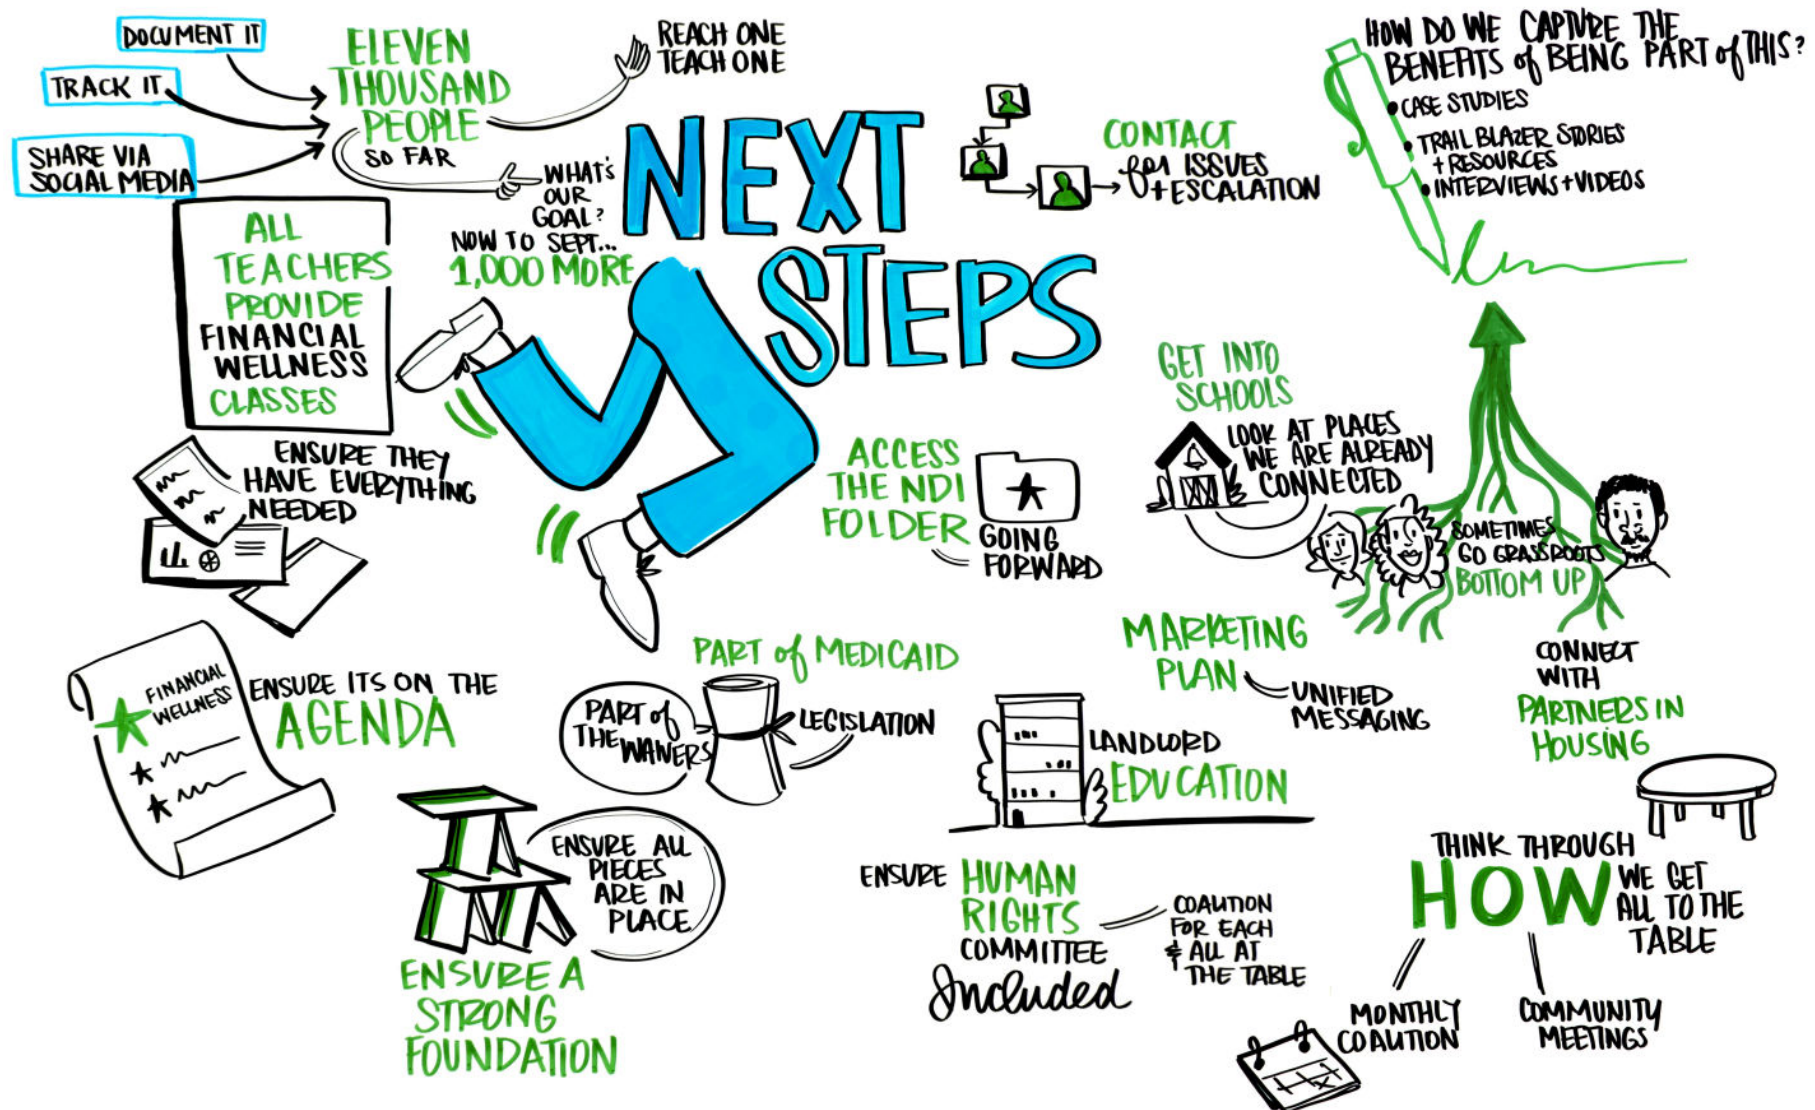 DOCUMENT IT
TRACK IT
SHARE VIA
SOCIAL MEDIA
ELEVEN
THOUSAND
PEOPLE
SO FAR
REACH ONE
TEACH ONE
WHAT'S
OUR
GOAL?
NOW TO SEPT...
1,000 MORE
NEXT
STEPS
CONTACT
for ISSUES
+ ESCALATION
HOW DO WE CAPTURE THE
BENEFITS of BEING PART of THIS?
• CASE STUDIES
• TRAIL BLAZER STORIES
+ RESOURCES
• INTERVIEWS + VIDEOS
ALL
TEACHERS
PROVIDE
FINANCIAL
WELLNESS
CLASSES
ENSURE THEY
HAVE EVERYTHING
NEEDED
ACCESS
THE NDI
FOLDER
GOING
FORWARD
GET INTO
SCHOOLS
LOOK AT PLACES
WE ARE ALREADY
CONNECTED
SOMETIMES
GO GRASSROOTS
BOTTOM UP
FINANCIAL
WELLNESS
ENSURE ITS ON THE
AGENDA
PART of MEDICAID
PART of
THE WAIVERS
LEGISLATION
MARKETING
PLAN
UNIFIED
MESSAGING
CONNECT
WITH
PARTNERS IN
HOUSING
LANDLORD
EDUCATION
ENSURE ALL
PIECES
ARE IN
PLACE
ENSURE A
STRONG
FOUNDATION
ENSURE HUMAN
RIGHTS
COMMITTEE
Included
COALITION
FOR EACH
& ALL AT
THE TABLE
THINK THROUGH
HOW WE GET
ALL TO THE
TABLE
MONTHLY
COALITION
COMMUNITY
MEETINGS